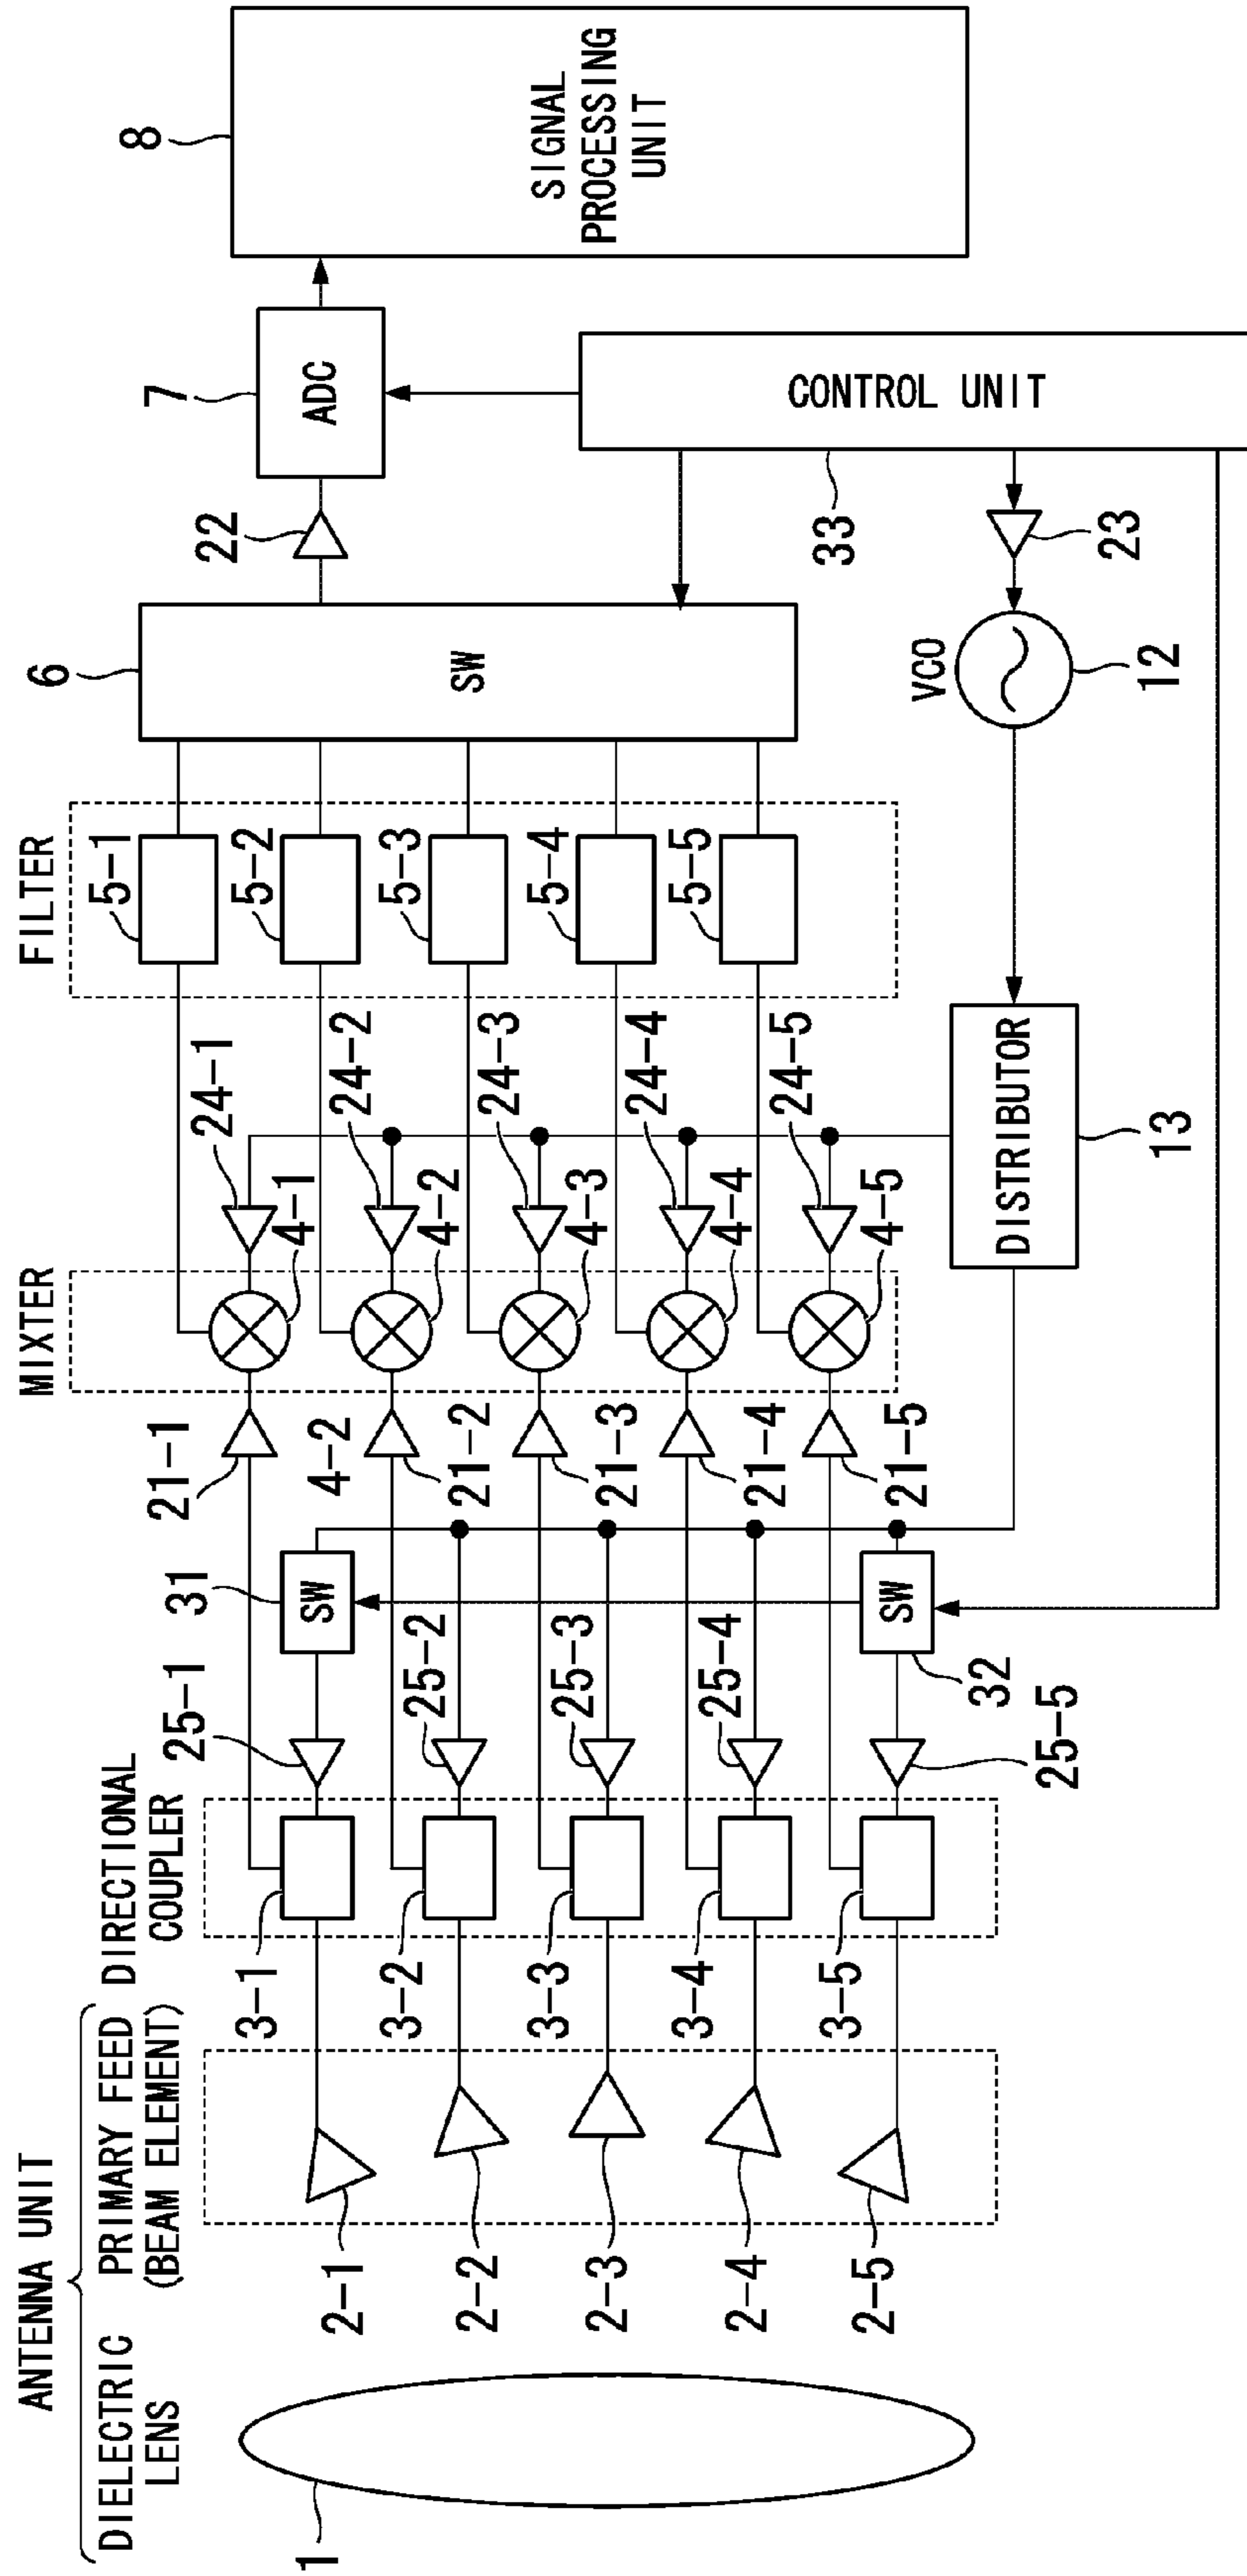 ANTENNA UNIT
DIELECTRIC
LENS
PRIMARY FEED
(BEAM ELEMENT)
DIRECTIONAL
COUPLER
MIXTER
FILTER
1
2-1
2-2
2-3
2-4
2-5
3-1
3-2
3-3
3-4
3-5
25-1
25-2
25-3
25-4
25-5
31
SW
SW
32
21-1
4-2
21-2
21-3
21-4
21-5
4-1
4-2
4-3
4-4
4-5
24-1
24-2
24-3
24-4
24-5
5-1
5-2
5-3
5-4
5-5
DISTRIBUTOR
13
6
SW
VCO
12
22
23
7
ADC
33
CONTROL UNIT
8
SIGNAL
PROCESSING
UNIT